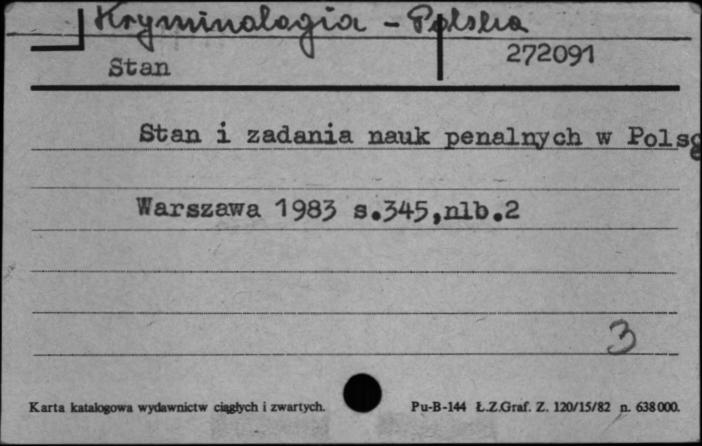 Kryminologia - Polska
272091
Stan
Stan i zadania nauk penalnych w Polsc
Warszawa 1983 s.345,nlb.2
3
Karta katalogowa wydawnictw ciągłych i zwartych. Pu-B-144 Ł.Z.Graf. Z. 120/15/82 n. 638000.